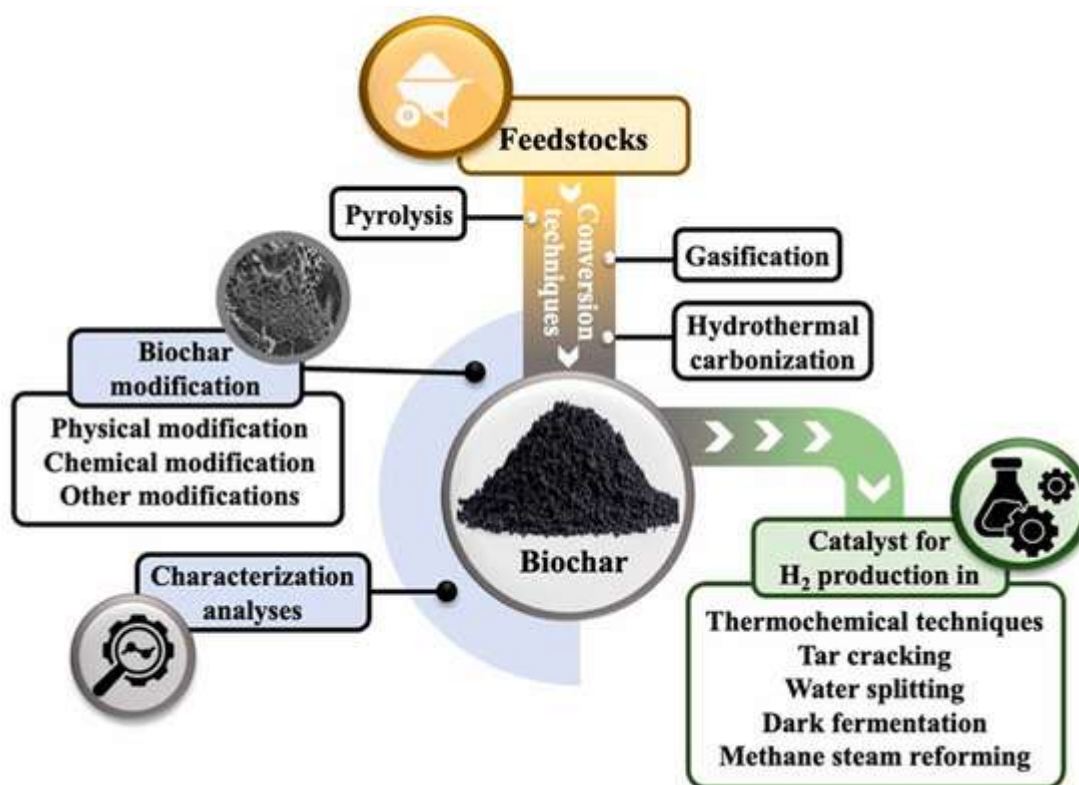 Feedstocks
Conversion
techniques
Pyrolysis
Gasification
Hydrothermal
carbonization
Biochar
modification
Physical modification
Chemical modification
Other modifications
Biochar
Characterization
analyses
Catalyst for
H₂ production in
Thermochemical techniques
Tar cracking
Water splitting
Dark fermentation
Methane steam reforming